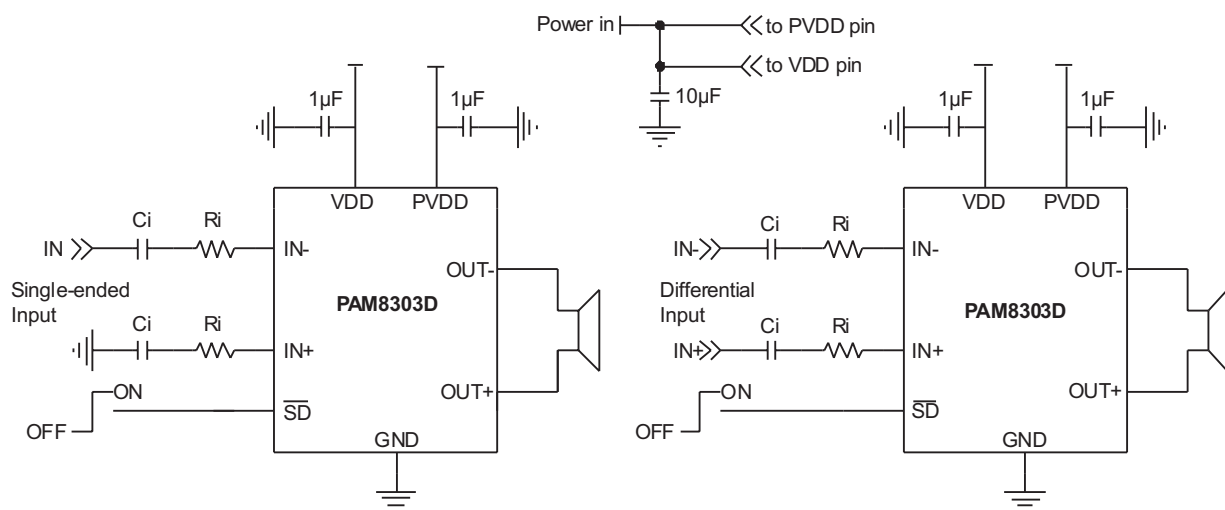 Power in
to PVDD pin
to VDD pin
10µF
1µF
1µF
VDD
PVDD
Ci
Ri
IN
IN-
OUT-
Single-ended
Input
PAM8303D
Ci
Ri
IN+
OUT+
ON
SD
OFF
GND
1µF
1µF
VDD
PVDD
Ci
Ri
IN-
IN-
OUT-
Differential
Input
PAM8303D
Ci
Ri
IN+
IN+
OUT+
ON
SD
OFF
GND